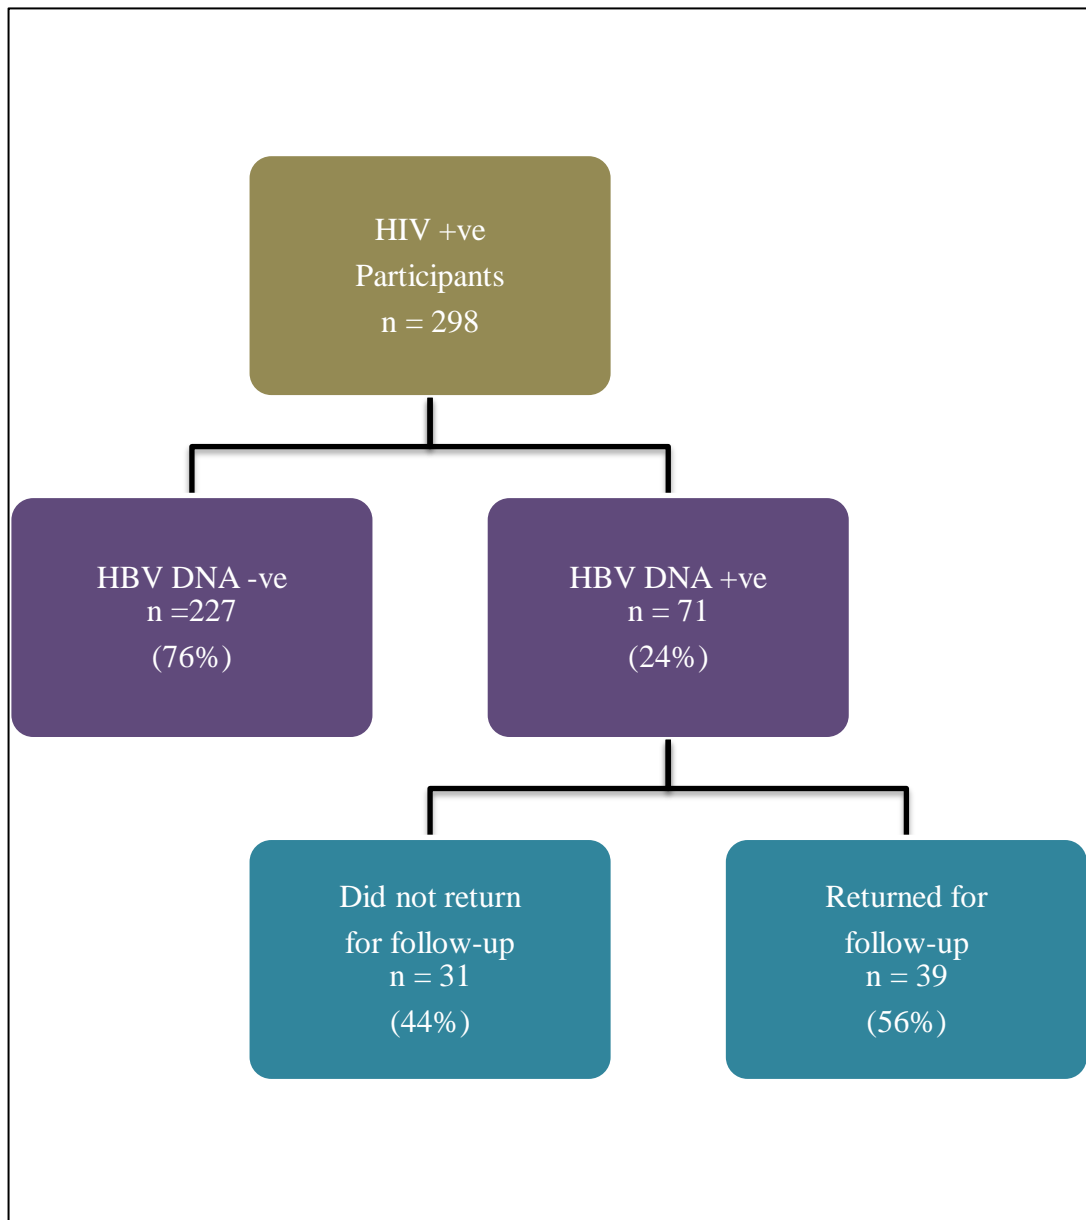 HIV +ve
Participants
n = 298
HBV DNA -ve
n =227
(76%)
HBV DNA +ve
n = 71
(24%)
Did not return
for follow-up
n = 31
(44%)
Returned for
follow-up
n = 39
(56%)